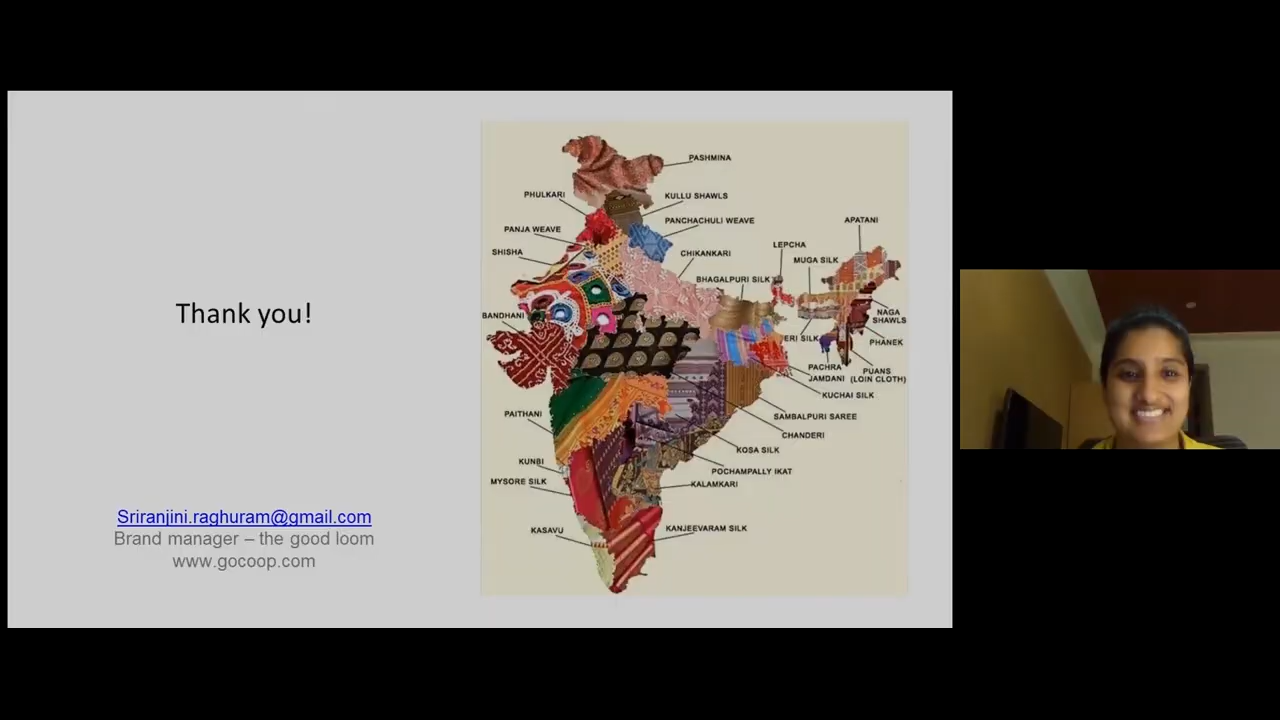 Thank you!
Sriranjini.raghuram@gmail.com
Brand manager – the good loom
www.gocoop.com
PASHMINA
PHULKARI
KULLU SHAWLS
PANJA WEAVE
PANCHACHULI WEAVE
APATANI
SHISHA
CHIKANKARI
LEPCHA
MUGA SILK
BHAGALPURI SILK
BANDHANI
NAGA
SHAWLS
ERI SILK
PHANEK
PACHRA
JAMDANI
PUANS
(LOIN CLOTH)
KUCHAI SILK
PAITHANI
SAMBALPURI SAREE
CHANDERI
KOSA SILK
KUNBI
POCHAMPALLY IKAT
MYSORE SILK
KALAMKARI
KASAVU
KANJEEVARAM SILK